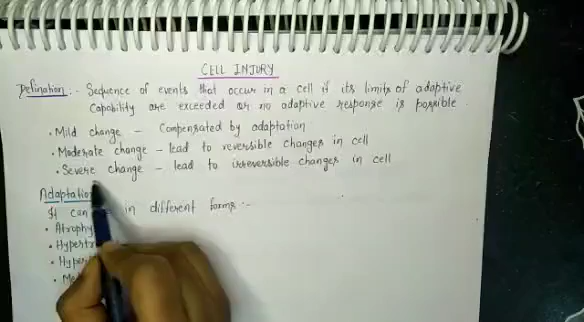 CELL INJURY
Defination :- Sequence of events that occur in a cell if its limits of adaptive
Capability are exceeded or no adaptive response is possible
• Mild change - Compensated by adaptation
• Moderate change - lead to reversible changes in cell
• Severe change - lead to irreversible changes in cell
It can in different forms :-
• Atrophy